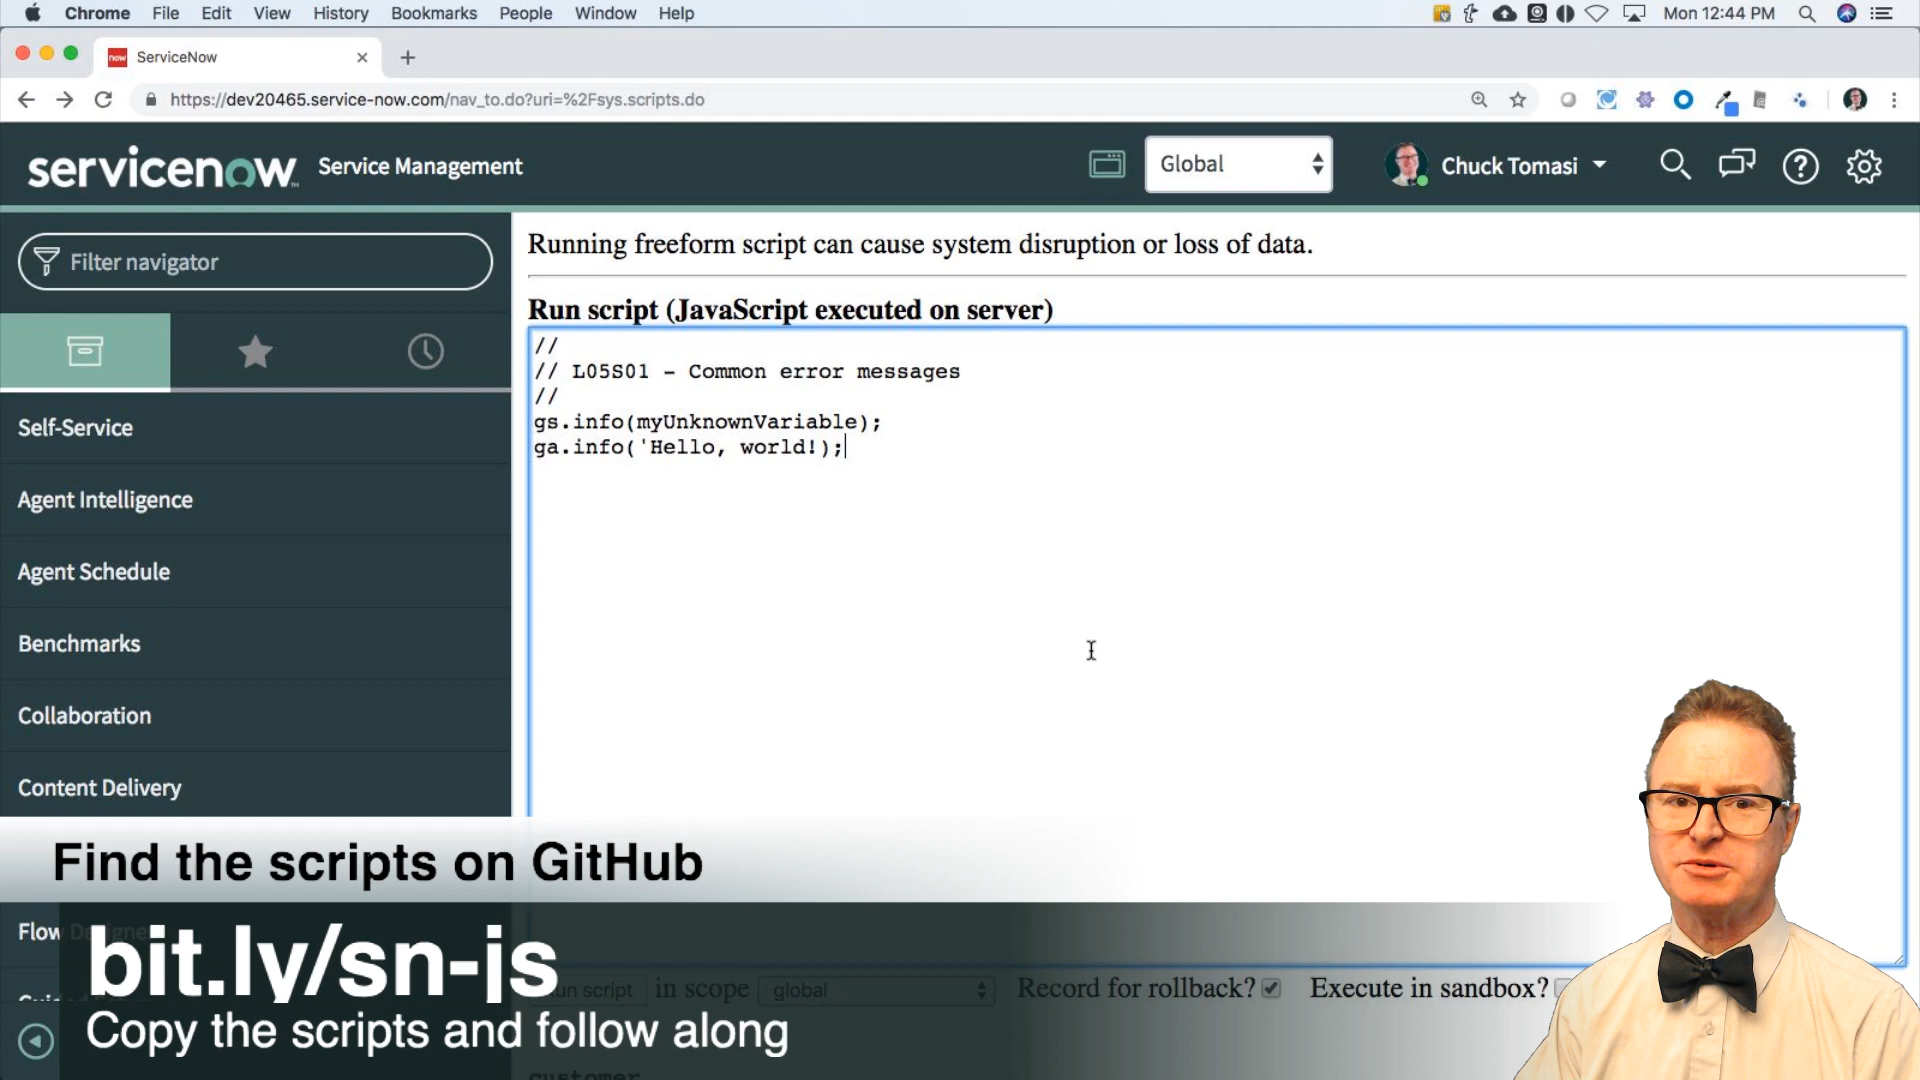 Chrome File Edit View History Bookmarks People Window Help Mon 12:44 PM
now ServiceNow
https://dev20465.service-now.com/nav_to.do?uri=%2Fsys.scripts.do
servicenow Service Management Global Chuck Tomasi
Filter navigator
Self-Service
Agent Intelligence
Agent Schedule
Benchmarks
Collaboration
Content Delivery
Flow Designer
Running freeform script can cause system disruption or loss of data.
Run script (JavaScript executed on server)
//
// L05S01 - Common error messages
//
gs.info(myUnknownVariable);
ga.info('Hello, world!);
Run script in scope global Record for rollback? Execute in sandbox?
Find the scripts on GitHub
bit.ly/sn-js
Copy the scripts and follow along